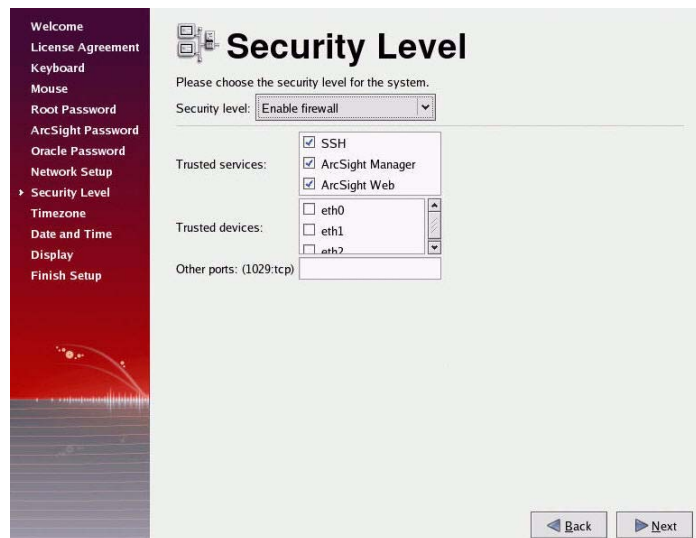 Welcome
License Agreement
Keyboard
Mouse
Root Password
ArcSight Password
Oracle Password
Network Setup
Security Level
Timezone
Date and Time
Display
Finish Setup
Security Level
Please choose the security level for the system.
Security level: Enable firewall
Trusted services:
SSH
ArcSight Manager
ArcSight Web
Trusted devices:
eth0
eth1
eth2
Other ports: (1029:tcp)
Back
Next